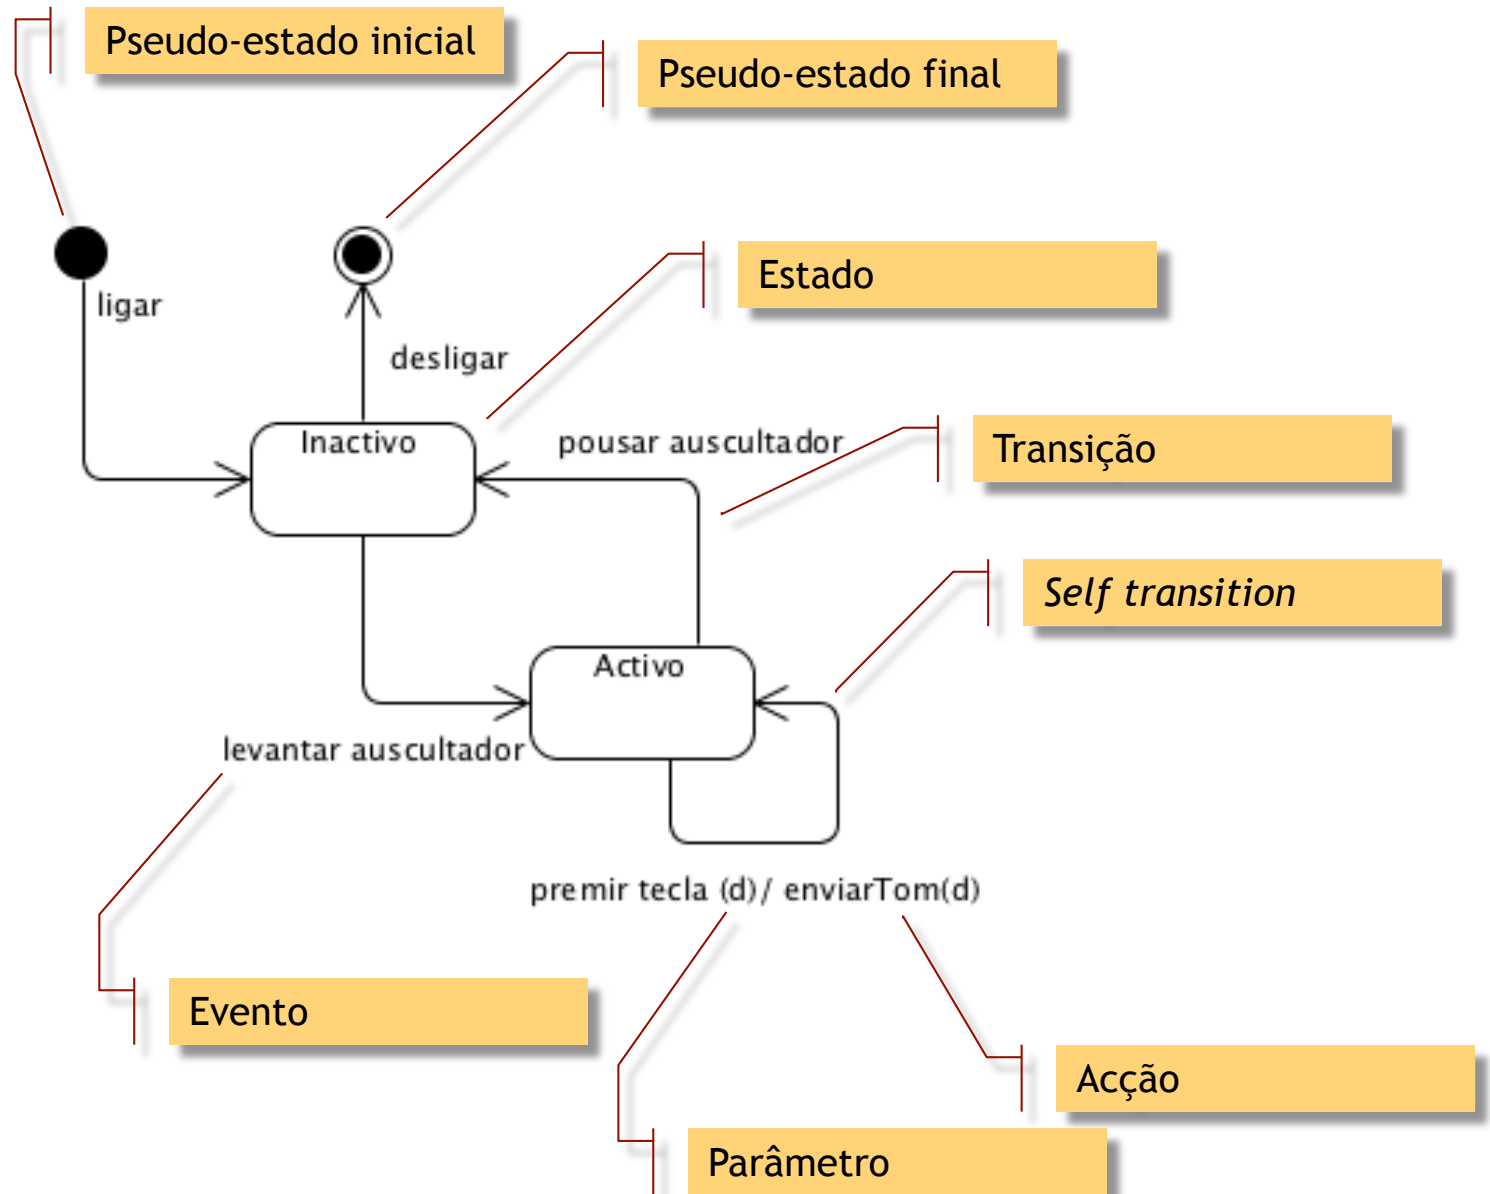 Pseudo-estado inicial
Pseudo-estado final
Estado
ligar
desligar
Inactivo
pousar auscultador
Transição
Self transition
Activo
levantar auscultador
premir tecla (d)/ enviarTom(d)
Evento
Acção
Parâmetro